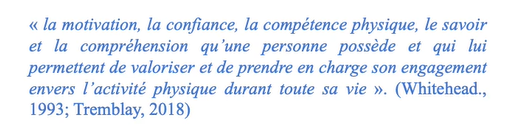 « la motivation, la confiance, la compétence physique, le savoir
et la compréhension qu’une personne possède et qui lui
permettent de valoriser et de prendre en charge son engagement
envers l’activité physique durant toute sa vie ». (Whitehead.,
1993; Tremblay, 2018)